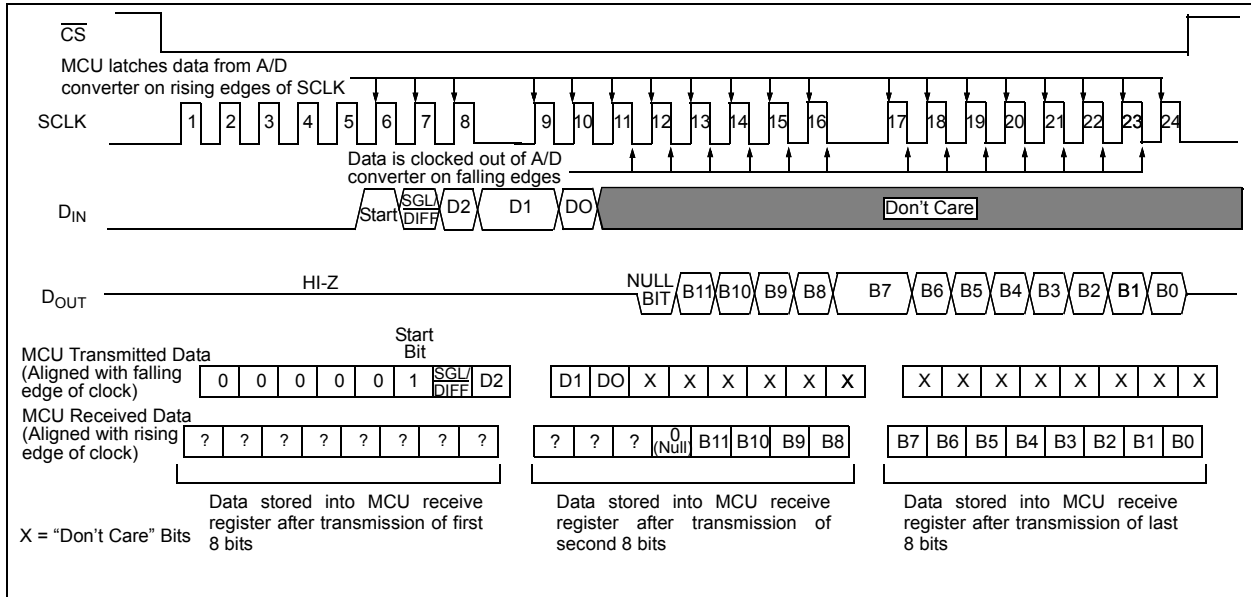 CS
MCU latches data from A/D
converter on rising edges of SCLK
SCLK
1 2 3 4 5 6 7 8 9 10 11 12 13 14 15 16 17 18 19 20 21 22 23 24
Data is clocked out of A/D
converter on falling edges
DIN
Start SGL/DIFF D2 D1 DO Don't Care
HI-Z
DOUT
NULL BIT B11 B10 B9 B8 B7 B6 B5 B4 B3 B2 B1 B0
Start
Bit
MCU Transmitted Data
(Aligned with falling
edge of clock)
0 0 0 0 0 1 SGL/DIFF D2 D1 DO X X X X X X X X X X X X X X
MCU Received Data
(Aligned with rising
edge of clock)
? ? ? ? ? ? ? ? ? ? ? 0 (Null) B11 B10 B9 B8 B7 B6 B5 B4 B3 B2 B1 B0
X = “Don't Care” Bits
Data stored into MCU receive
register after transmission of first
8 bits
Data stored into MCU receive
register after transmission of
second 8 bits
Data stored into MCU receive
register after transmission of last
8 bits